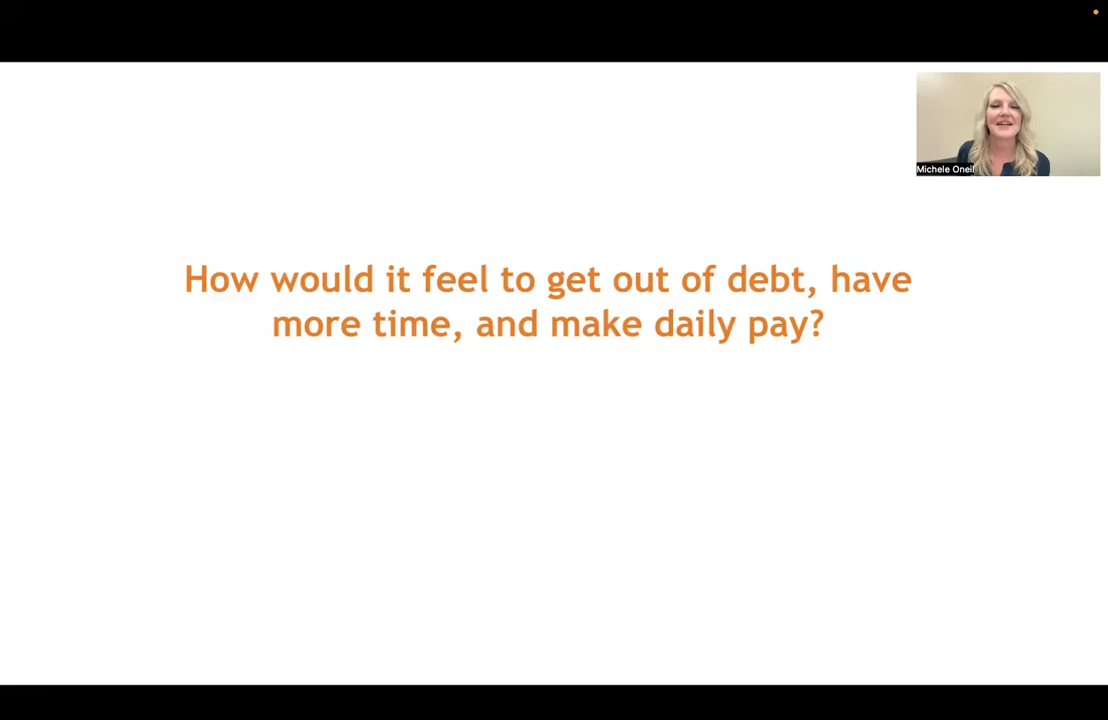 Michele Oneil
How would it feel to get out of debt, have
more time, and make daily pay?